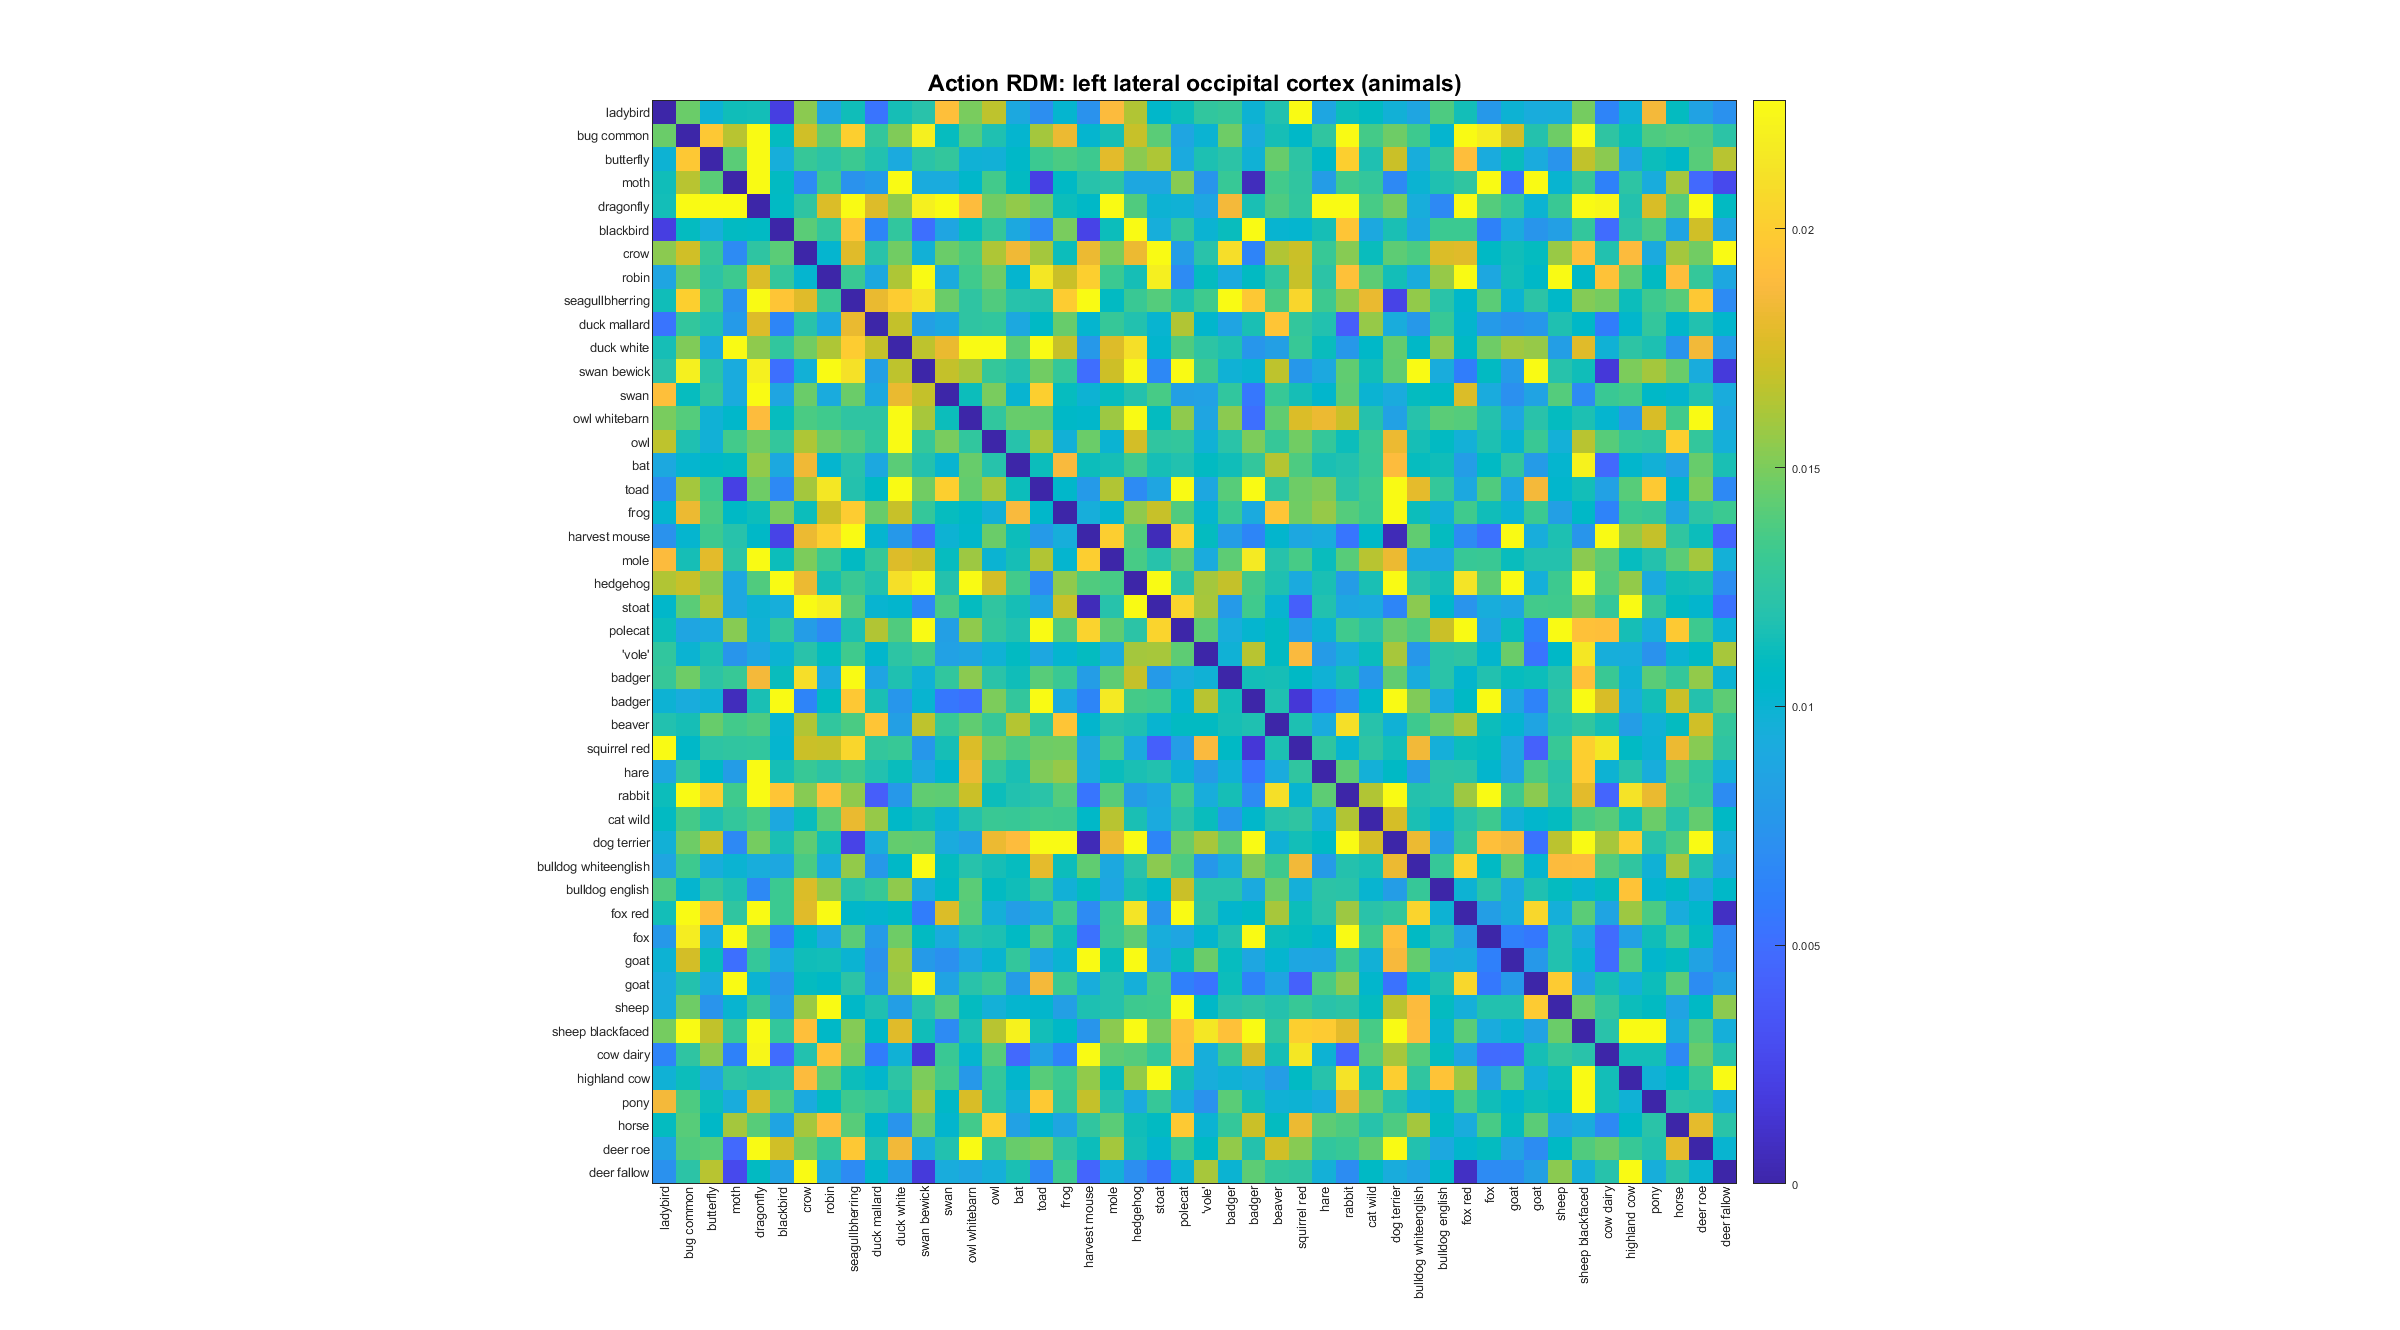 Action RDM: left lateral occipital cortex (animals)
ladybird
bug common
butterfly
moth
dragonfly
blackbird
crow
robin
seagullbherring
duck mallard
duck white
swan bewick
swan
owl whitebarn
owl
bat
toad
frog
harvest mouse
mole
hedgehog
stoat
polecat
'vole'
badger
badger
beaver
squirrel red
hare
rabbit
cat wild
dog terrier
bulldog whiteenglish
bulldog english
fox red
fox
goat
goat
sheep
sheep blackfaced
cow dairy
highland cow
pony
horse
deer roe
deer fallow
ladybird
bug common
butterfly
moth
dragonfly
blackbird
crow
robin
seagullbherring
duck mallard
duck white
swan bewick
swan
owl whitebarn
owl
bat
toad
frog
harvest mouse
mole
hedgehog
stoat
polecat
'vole'
badger
badger
beaver
squirrel red
hare
rabbit
cat wild
dog terrier
bulldog whiteenglish
bulldog english
fox red
fox
goat
goat
sheep
sheep blackfaced
cow dairy
highland cow
pony
horse
deer roe
deer fallow
0.02
0.015
0.01
0.005
0